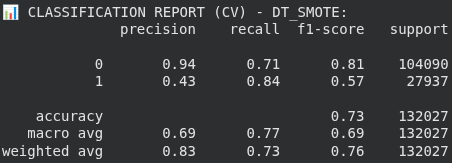 📊 CLASSIFICATION REPORT (CV) - DT_SMOTE:
precision recall f1-score support
0 0.94 0.71 0.81 104090
1 0.43 0.84 0.57 27937
accuracy 0.73 132027
macro avg 0.69 0.77 0.69 132027
weighted avg 0.83 0.73 0.76 132027